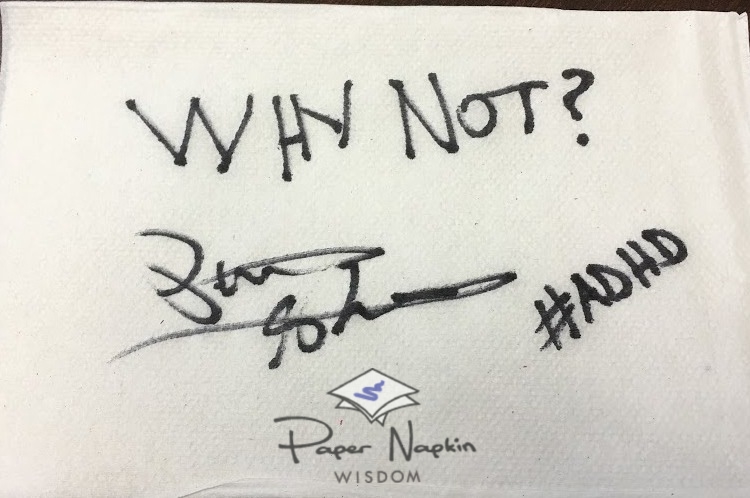 WHY NOT?
#ADHD
Paper Napkin
WISDOM